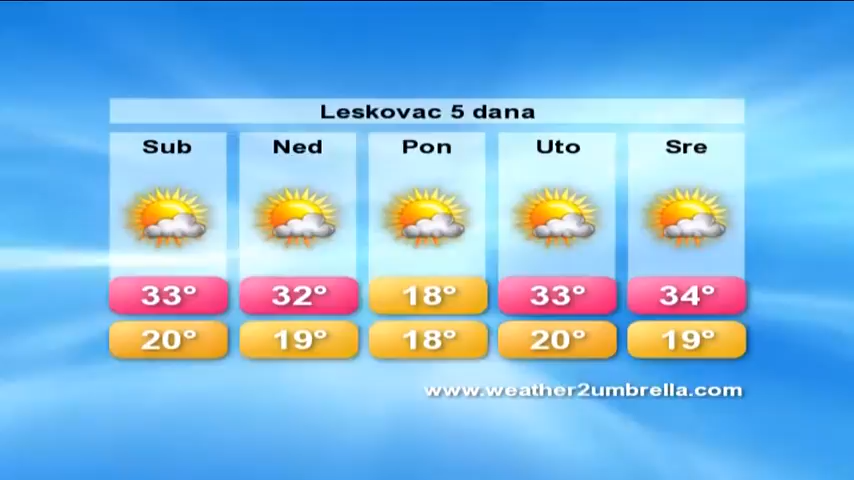 Leskovac 5 dana
Sub Ned Pon Uto Sre
33° 32° 18° 33° 34°
20° 19° 18° 20° 19°
www.weather2umbrella.com